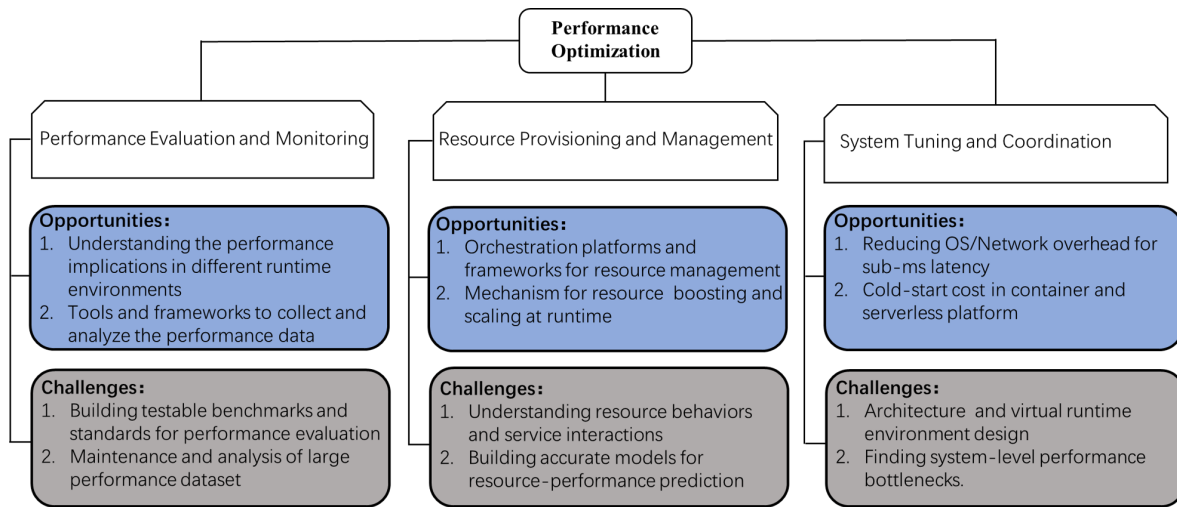 Performance
Optimization
Performance Evaluation and Monitoring
Opportunities:
1. Understanding the performance
implications in different runtime
environments
2. Tools and frameworks to collect and
analyze the performance data
Challenges:
1. Building testable benchmarks and
standards for performance evaluation
2. Maintenance and analysis of large
performance dataset
Resource Provisioning and Management
Opportunities:
1. Orchestration platforms and
frameworks for resource management
2. Mechanism for resource boosting and
scaling at runtime
Challenges:
1. Understanding resource behaviors
and service interactions
2. Building accurate models for
resource-performance prediction
System Tuning and Coordination
Opportunities:
1. Reducing OS/Network overhead for
sub-ms latency
2. Cold-start cost in container and
serverless platform
Challenges:
1. Architecture and virtual runtime
environment design
2. Finding system-level performance
bottlenecks.